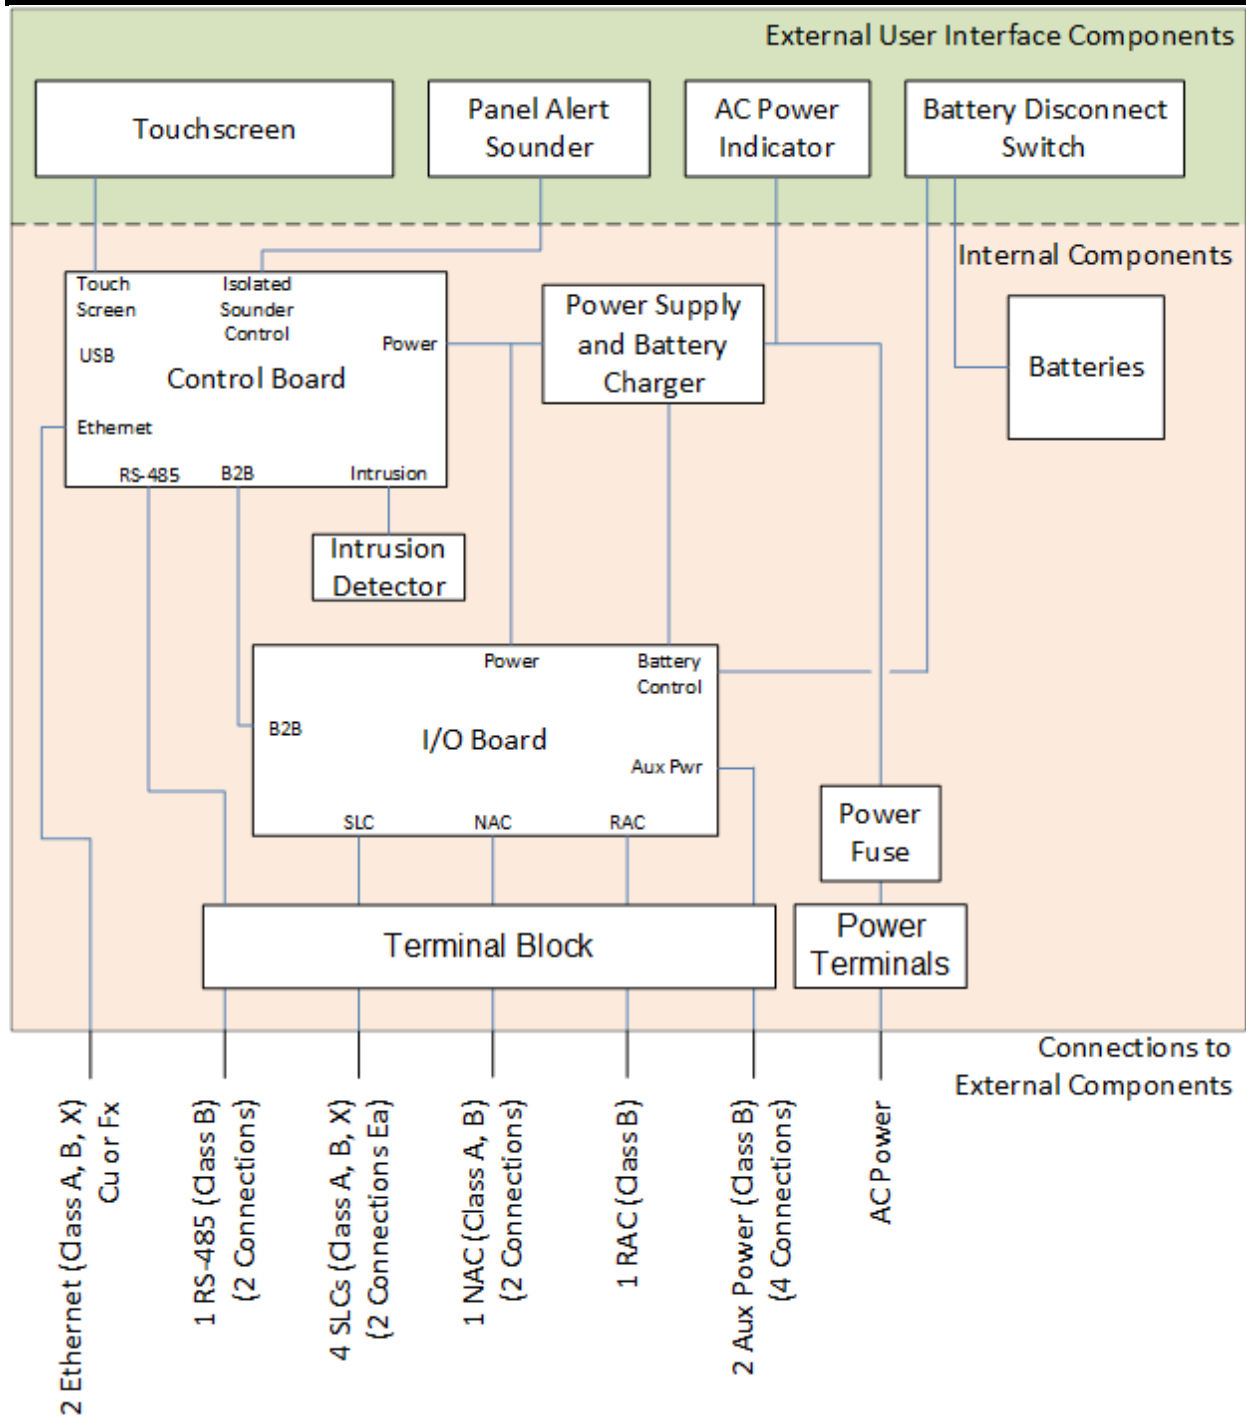 External User Interface Components
Touchscreen
Panel Alert
Sounder
AC Power
Indicator
Battery Disconnect
Switch
Internal Components
Touch
Screen
Isolated
Sounder
Control
USB
Power
Control Board
Ethernet
RS-485
B2B
Intrusion
Power Supply
and Battery
Charger
Batteries
Intrusion
Detector
Power
Battery
Control
B2B
I/O Board
Aux Pwr
SLC
NAC
RAC
Power
Fuse
Terminal Block
Power
Terminals
Connections to
External Components
2 Ethernet (Class A, B, X)
Cu or Fx
1 RS-485 (Class B)
(2 Connections)
4 SLCs (Class A, B, X)
(2 Connections Ea)
1 NAC (Class A, B)
(2 Connections)
1 RAC (Class B)
2 Aux Power (Class B)
(4 Connections)
AC Power